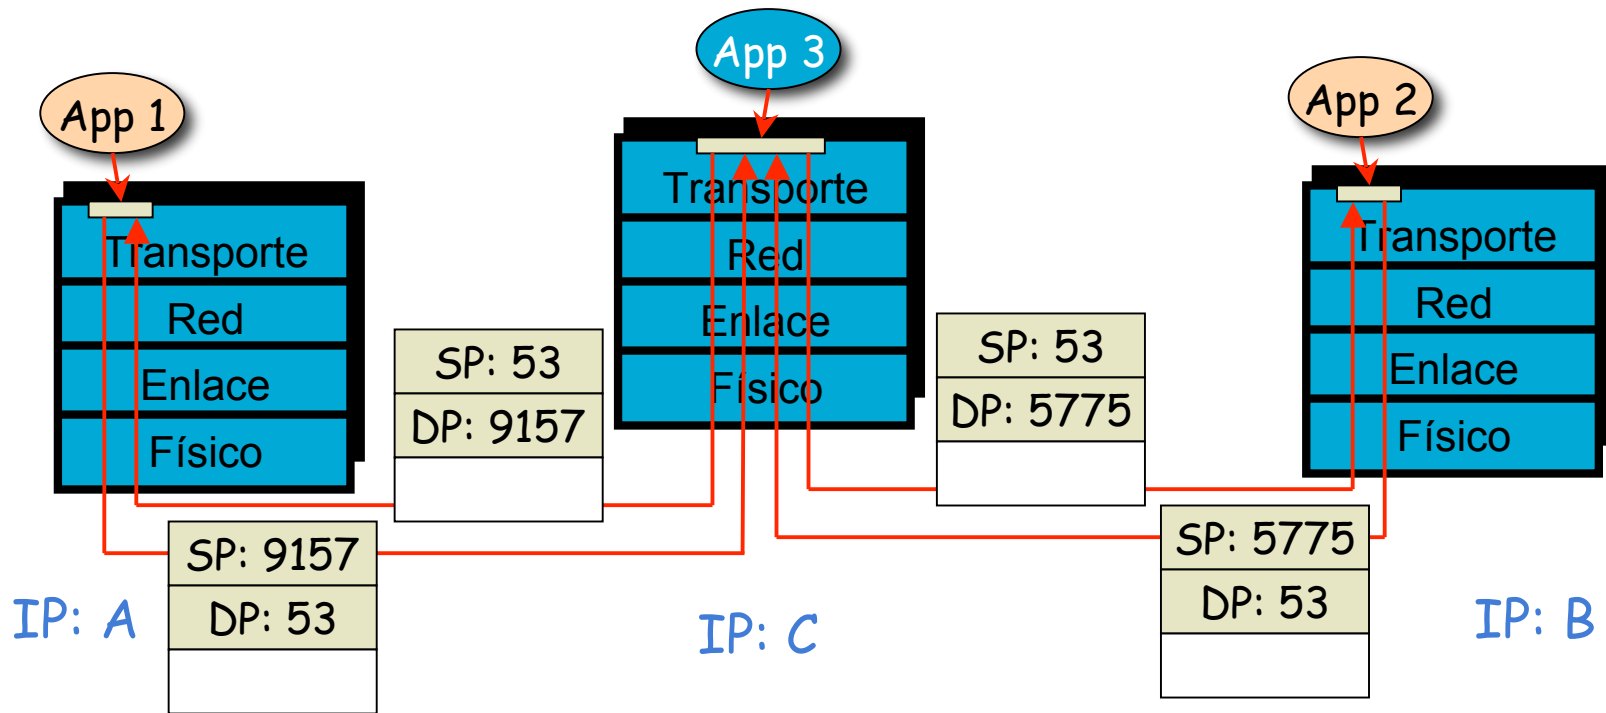 App 1
Transporte
Red
Enlace
Físico
IP: A
SP: 9157
DP: 53
SP: 53
DP: 9157
App 3
Transporte
Red
Enlace
Físico
IP: C
SP: 53
DP: 5775
SP: 5775
DP: 53
App 2
Transporte
Red
Enlace
Físico
IP: B